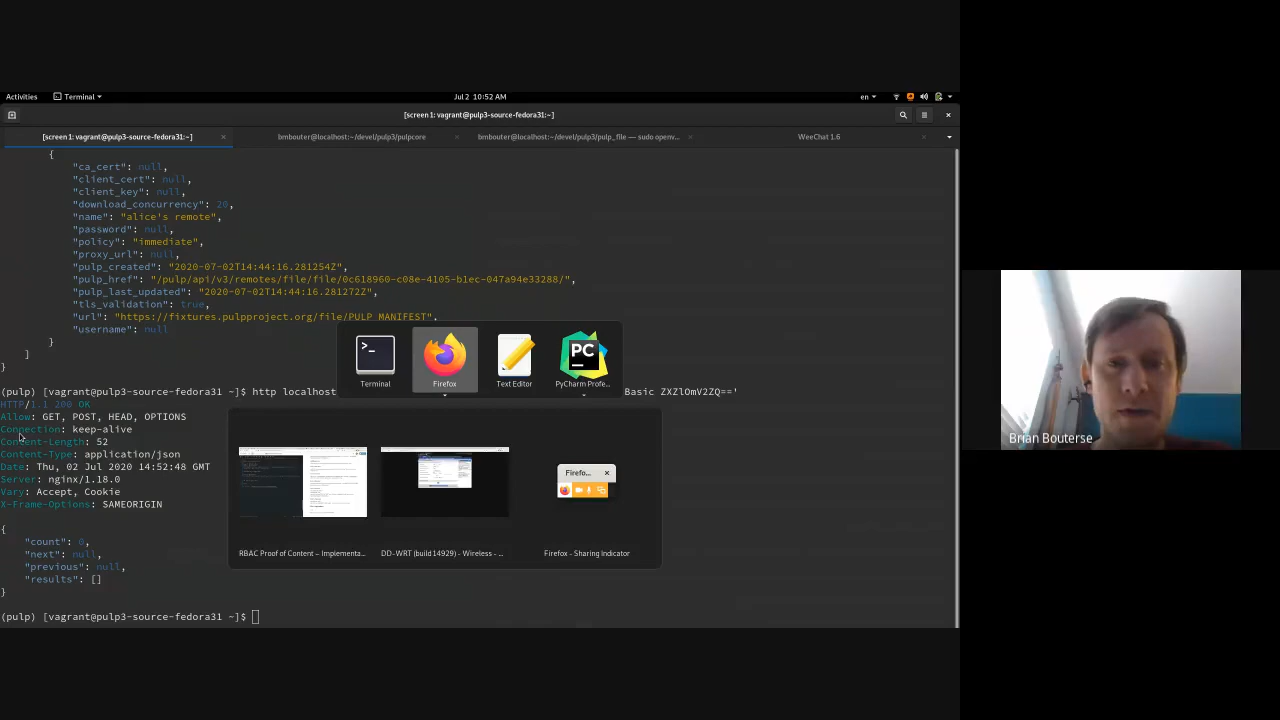 Activities
Terminal
Jul 2 10:52 AM
en
[screen 1: vagrant@pulp3-source-fedora31:~]
[screen 1: vagrant@pulp3-source-fedora31:~]
bmbouter@localhost:~/devel/pulp3/pulpcore
bmbouter@localhost:~/devel/pulp3/pulp_file — sudo openv...
WeeChat 1.6
{
"ca_cert": null,
"client_cert": null,
"client_key": null,
"download_concurrency": 20,
"name": "alice's remote",
"password": null,
"policy": "immediate",
"proxy_url": null,
"pulp_created": "2020-07-02T14:44:16.281254Z",
"pulp_href": "/pulp/api/v3/remotes/file/file/0c618960-c08e-4105-b1ec-047a94e33288/",
"pulp_last_updated": "2020-07-02T14:44:16.281272Z",
"tls_validation": true,
"url": "https://fixtures.pulpproject.org/file/PULP_MANIFEST",
"username": null
}
]
}
(pulp) [vagrant@pulp3-source-fedora31 ~]$ http localhost Basic ZXZlOmV2ZQ=='
HTTP/1.1 200 OK
Allow: GET, POST, HEAD, OPTIONS
Connection: keep-alive
Content-Length: 52
Content-Type: application/json
Date: Thu, 02 Jul 2020 14:52:48 GMT
Server: nginx/1.18.0
Vary: Accept, Cookie
X-Frame-Options: SAMEORIGIN
{
"count": 0,
"next": null,
"previous": null,
"results": []
}
(pulp) [vagrant@pulp3-source-fedora31 ~]$
Terminal
Firefox
Text Editor
PyCharm Profe...
Firefo...
RBAC Proof of Content – Implementa...
DD-WRT (build 14929) - Wireless - ...
Firefox - Sharing Indicator
Brian Bouterse